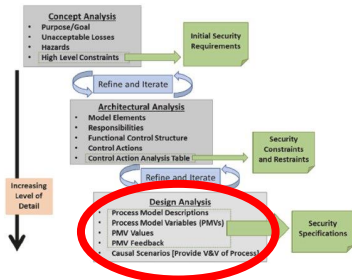 Concept Analysis
• Purpose/Goal
• Unacceptable Losses
• Hazards
• High Level Constraints
Initial Security
Requirements
Refine and Iterate
Architectural Analysis
• Model Elements
• Responsibilities
• Functional Control Structure
• Control Actions
• Control Action Analysis Table
Security
Constraints
and Restraints
Refine and Iterate
Increasing
Level of
Detail
Design Analysis
• Process Model Descriptions
• Process Model Variables (PMVs)
• PMV Values
• PMV Feedback
• Causal Scenarios [Provide V&V of Process]
Security
Specifications